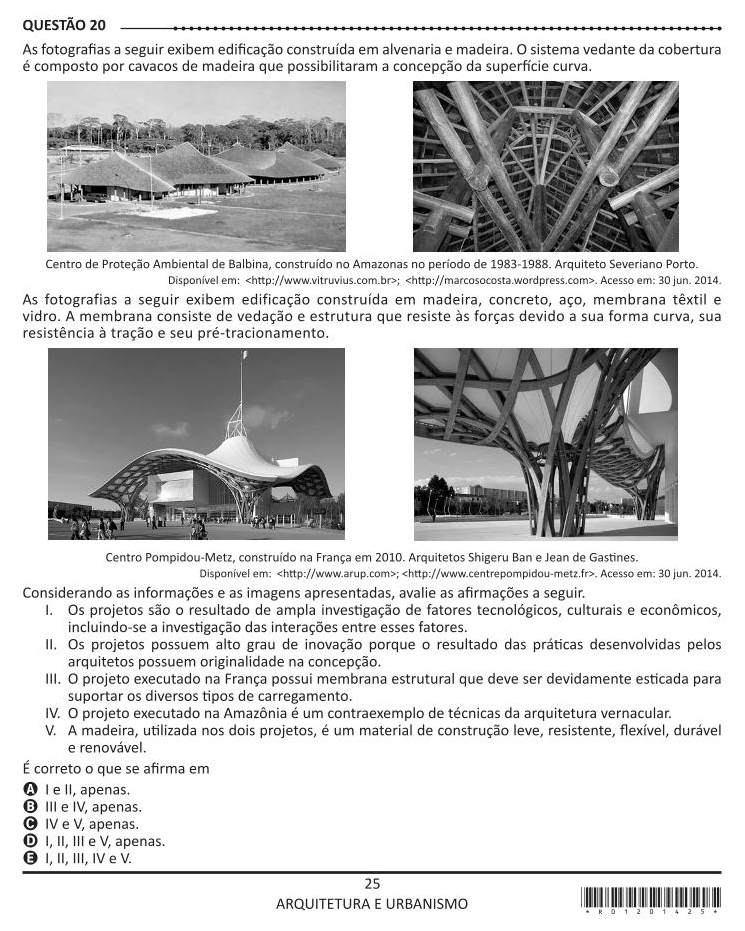 QUESTÃO 20
As fotografias a seguir exibem edificação construída em alvenaria e madeira. O sistema vedante da cobertura
é composto por cavacos de madeira que possibilitaram a concepção da superfície curva.
Centro de Proteção Ambiental de Balbina, construído no Amazonas no período de 1983-1988. Arquiteto Severiano Porto.
Disponível em: <http://www.vitruvius.com.br>; <http://marcosocosta.wordpress.com>. Acesso em: 30 jun. 2014.
As fotografias a seguir exibem edificação construída em madeira, concreto, aço, membrana têxtil e
vidro. A membrana consiste de vedação e estrutura que resiste às forças devido a sua forma curva, sua
resistência à tração e seu pré-tracionamento.
Centro Pompidou-Metz, construído na França em 2010. Arquitetos Shigeru Ban e Jean de Gastines.
Disponível em: <http://www.arup.com>; <http://www.centrepompidou-metz.fr>. Acesso em: 30 jun. 2014.
Considerando as informações e as imagens apresentadas, avalie as afirmações a seguir.
I. Os projetos são o resultado de ampla investigação de fatores tecnológicos, culturais e econômicos,
incluindo-se a investigação das interações entre esses fatores.
II. Os projetos possuem alto grau de inovação porque o resultado das práticas desenvolvidas pelos
arquitetos possuem originalidade na concepção.
III. O projeto executado na França possui membrana estrutural que deve ser devidamente esticada para
suportar os diversos tipos de carregamento.
IV. O projeto executado na Amazônia é um contraexemplo de técnicas da arquitetura vernacular.
V. A madeira, utilizada nos dois projetos, é um material de construção leve, resistente, flexível, durável
e renovável.
É correto o que se afirma em
A I e II, apenas.
B III e IV, apenas.
C IV e V, apenas.
D I, II, III e V, apenas.
E I, II, III, IV e V.
25
ARQUITETURA E URBANISMO
* R 0 1 2 0 1 4 2 5 *